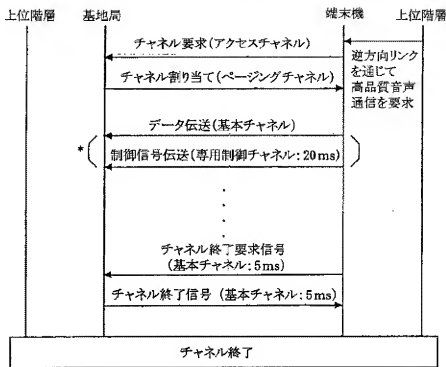 上位階層
基地局
端末機
上位階層
チャネル要求(アクセスチャネル)
チャネル割り当て(ページングチャネル)
逆方向リンク
を通じて
高品質音声
通信を要求
データ伝送(基本チャネル)
*
制御信号伝送(専用制御チャネル:20ms)
チャネル終了要求信号
(基本チャネル:5ms)
チャネル終了信号(基本チャネル:5ms)
チャネル終了